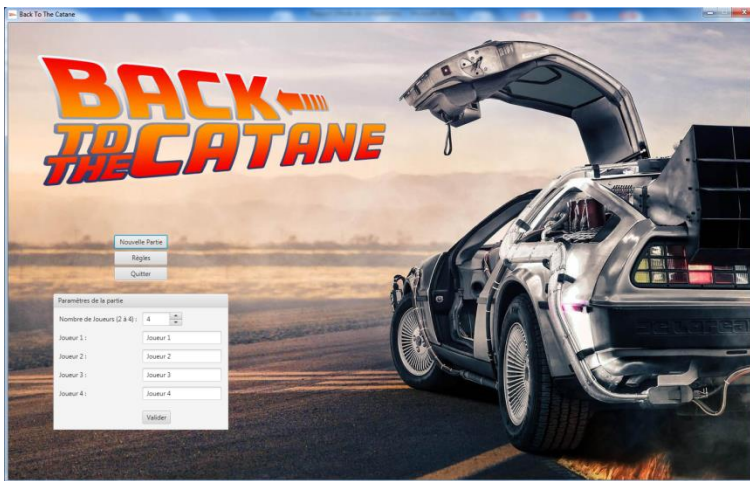 Back To The Catane
BACK
TO
THE CATANE
Nouvelle Partie
Règles
Quitter
Paramètres de la partie
Nombre de Joueurs (2 à 4) : 4
Joueur 1 : Joueur 1
Joueur 2 : Joueur 2
Joueur 3 : Joueur 3
Joueur 4 : Joueur 4
Valider